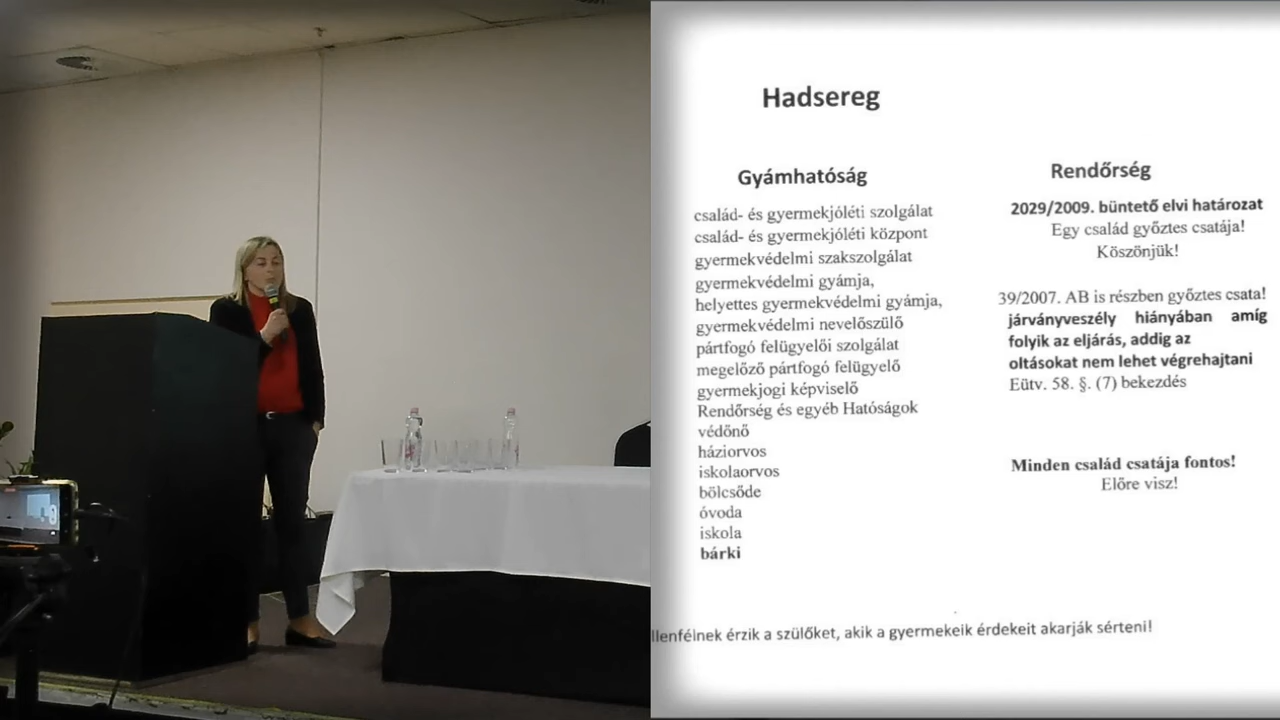 Hadsereg
Gyámhatóság
család- és gyermekjóléti szolgálat
család- és gyermekjóléti központ
gyermekvédelmi szakszolgálat
gyermekvédelmi gyámja,
helyettes gyermekvédelmi gyámja,
gyermekvédelmi nevelőszülő
pártfogó felügyelői szolgálat
megelőző pártfogó felügyelő
gyermekjogi képviselő
Rendőrség és egyéb Hatóságok
védőnő
háziorvos
iskolaorvos
bölcsőde
óvoda
iskola
bárki
Rendőrség
2029/2009. büntető elvi határozat
Egy család győztes csatája!
Köszönjük!
39/2007. AB is részben győztes csata!
járványveszély hiányában amíg
folyik az eljárás, addig az
oltásokat nem lehet végrehajtani
Eütv. 58. §. (7) bekezdés
Minden család csatája fontos!
Előre visz!
llenfélnek érzik a szülőket, akik a gyermekeik érdekeit akarják sérteni!